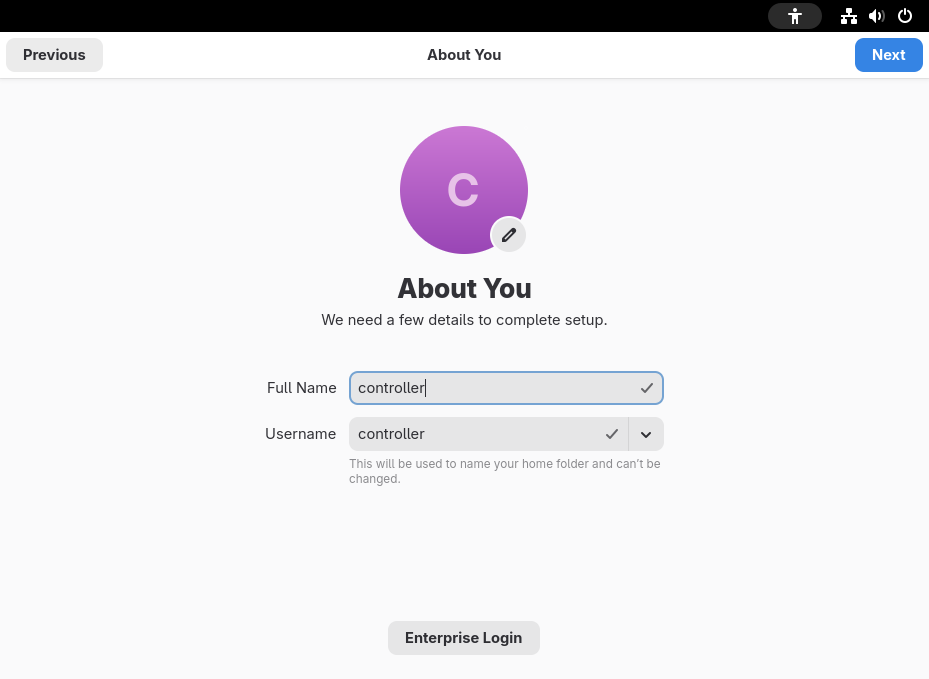 Previous
About You
Next
C
About You
We need a few details to complete setup.
Full Name
controller
Username
controller
This will be used to name your home folder and can't be
changed.
Enterprise Login